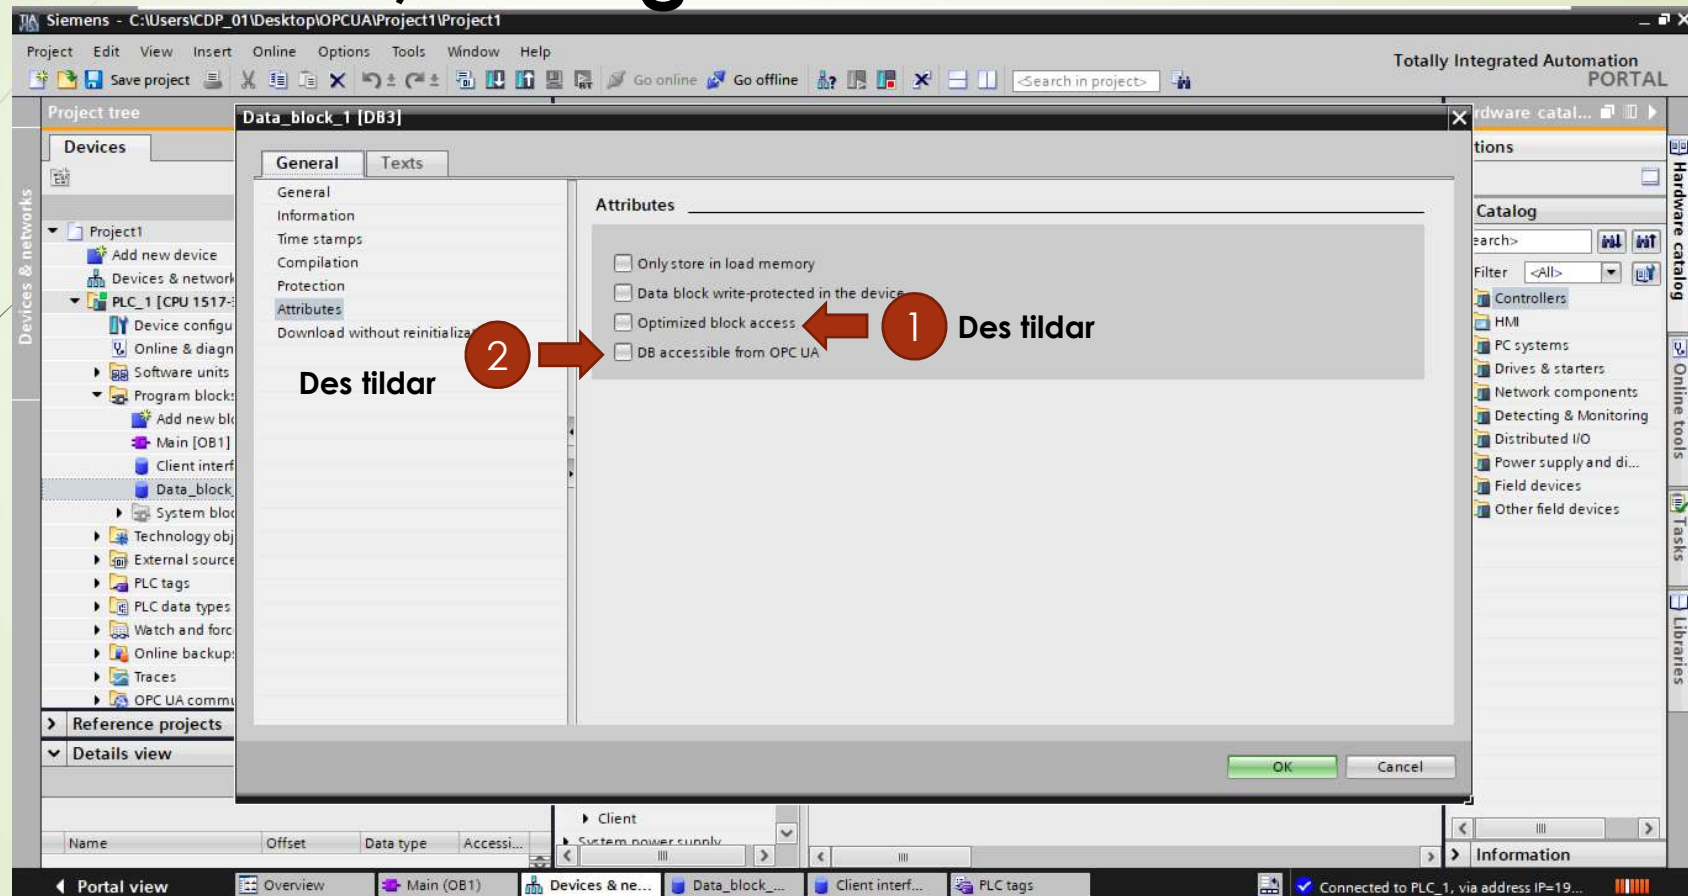 Siemens - C:\Users\CDP_01\Desktop\OPCUA\Project1\Project1
Project Edit View Insert Online Options Tools Window Help
Totally Integrated Automation
PORTAL
Save project Go online Go offline <Search in project>
Project tree
Devices
Devices & networks
Project1
Add new device
Devices & network
PLC_1 [CPU 1517-
Device configu
Online & diagn
Software units
Program blocks
Add new blo
Main [OB1]
Client interf
Data_block_
System bloc
Technology obj
External source
PLC tags
PLC data types
Watch and forc
Online backups
Traces
OPC UA commu
Reference projects
Details view
Name Offset Data type Accessi...
Data_block_1 [DB3]
General Texts
General
Information
Time stamps
Compilation
Protection
Attributes
Download without reinitializa
Attributes
Only store in load memory
Data block write-protected in the device
Optimized block access
DB accessible from OPC UA
1 Des tildar
2
Des tildar
OK Cancel
Client
System power supply
rdware catal...
tions
Catalog
earch>
Filter <All>
Controllers
HMI
PC systems
Drives & starters
Network components
Detecting & Monitoring
Distributed I/O
Power supply and di...
Field devices
Other field devices
Information
Hardware catalog
Online tools
Tasks
Libraries
Portal view Overview Main (OB1) Devices & ne... Data_block_... Client interf... PLC tags Connected to PLC_1, via address IP=19...